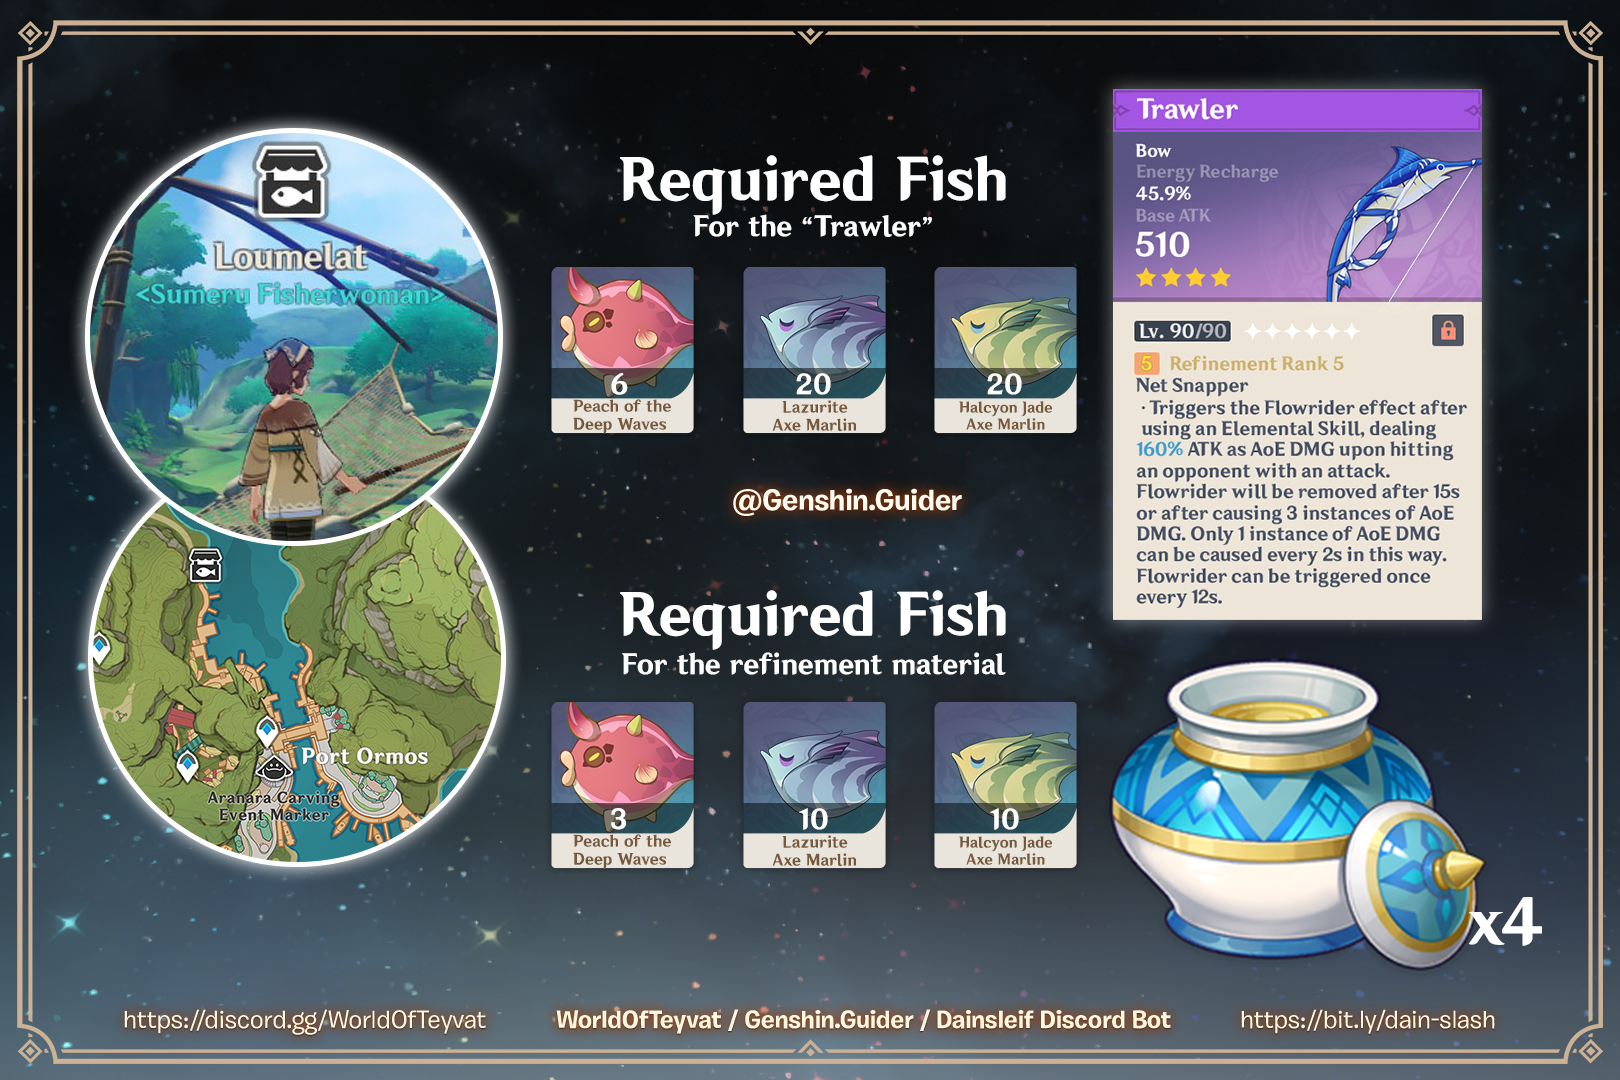 Loumelat
<Sumeru Fisherwoman>
Port Ormos
Aranara Carving
Event Marker
Required Fish
For the “Trawler”
6
Peach of the
Deep Waves
20
Lazurite
Axe Marlin
20
Halcyon Jade
Axe Marlin
@Genshin.Guider
Required Fish
For the refinement material
3
Peach of the
Deep Waves
10
Lazurite
Axe Marlin
10
Halcyon Jade
Axe Marlin
Trawler
Bow
Energy Recharge
45.9%
Base ATK
510
Lv. 90/90
5 Refinement Rank 5
Net Snapper
· Triggers the Flowrider effect after
using an Elemental Skill, dealing
160% ATK as AoE DMG upon hitting
an opponent with an attack.
Flowrider will be removed after 15s
or after causing 3 instances of AoE
DMG. Only 1 instance of AoE DMG
can be caused every 2s in this way.
Flowrider can be triggered once
every 12s.
x4
https://discord.gg/WorldOfTeyvat
WorldOfTeyvat / Genshin.Guider / Dainsleif Discord Bot
https://bit.ly/dain-slash